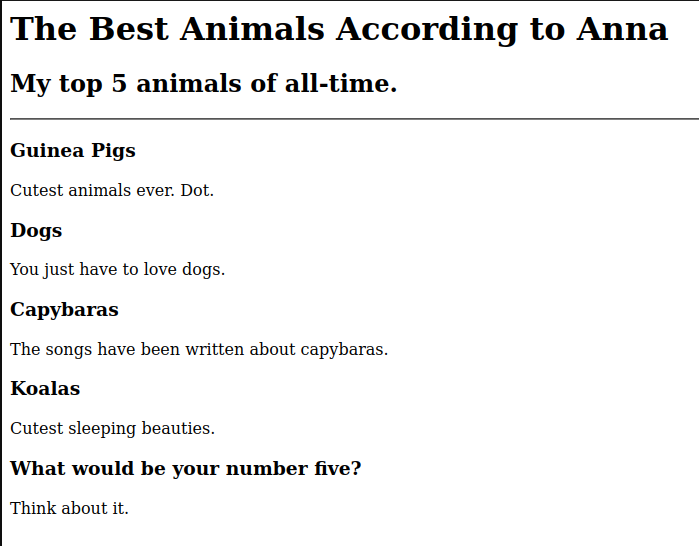 The Best Animals According to Anna
My top 5 animals of all-time.
Guinea Pigs
Cutest animals ever. Dot.
Dogs
You just have to love dogs.
Capybaras
The songs have been written about capybaras.
Koalas
Cutest sleeping beauties.
What would be your number five?
Think about it.